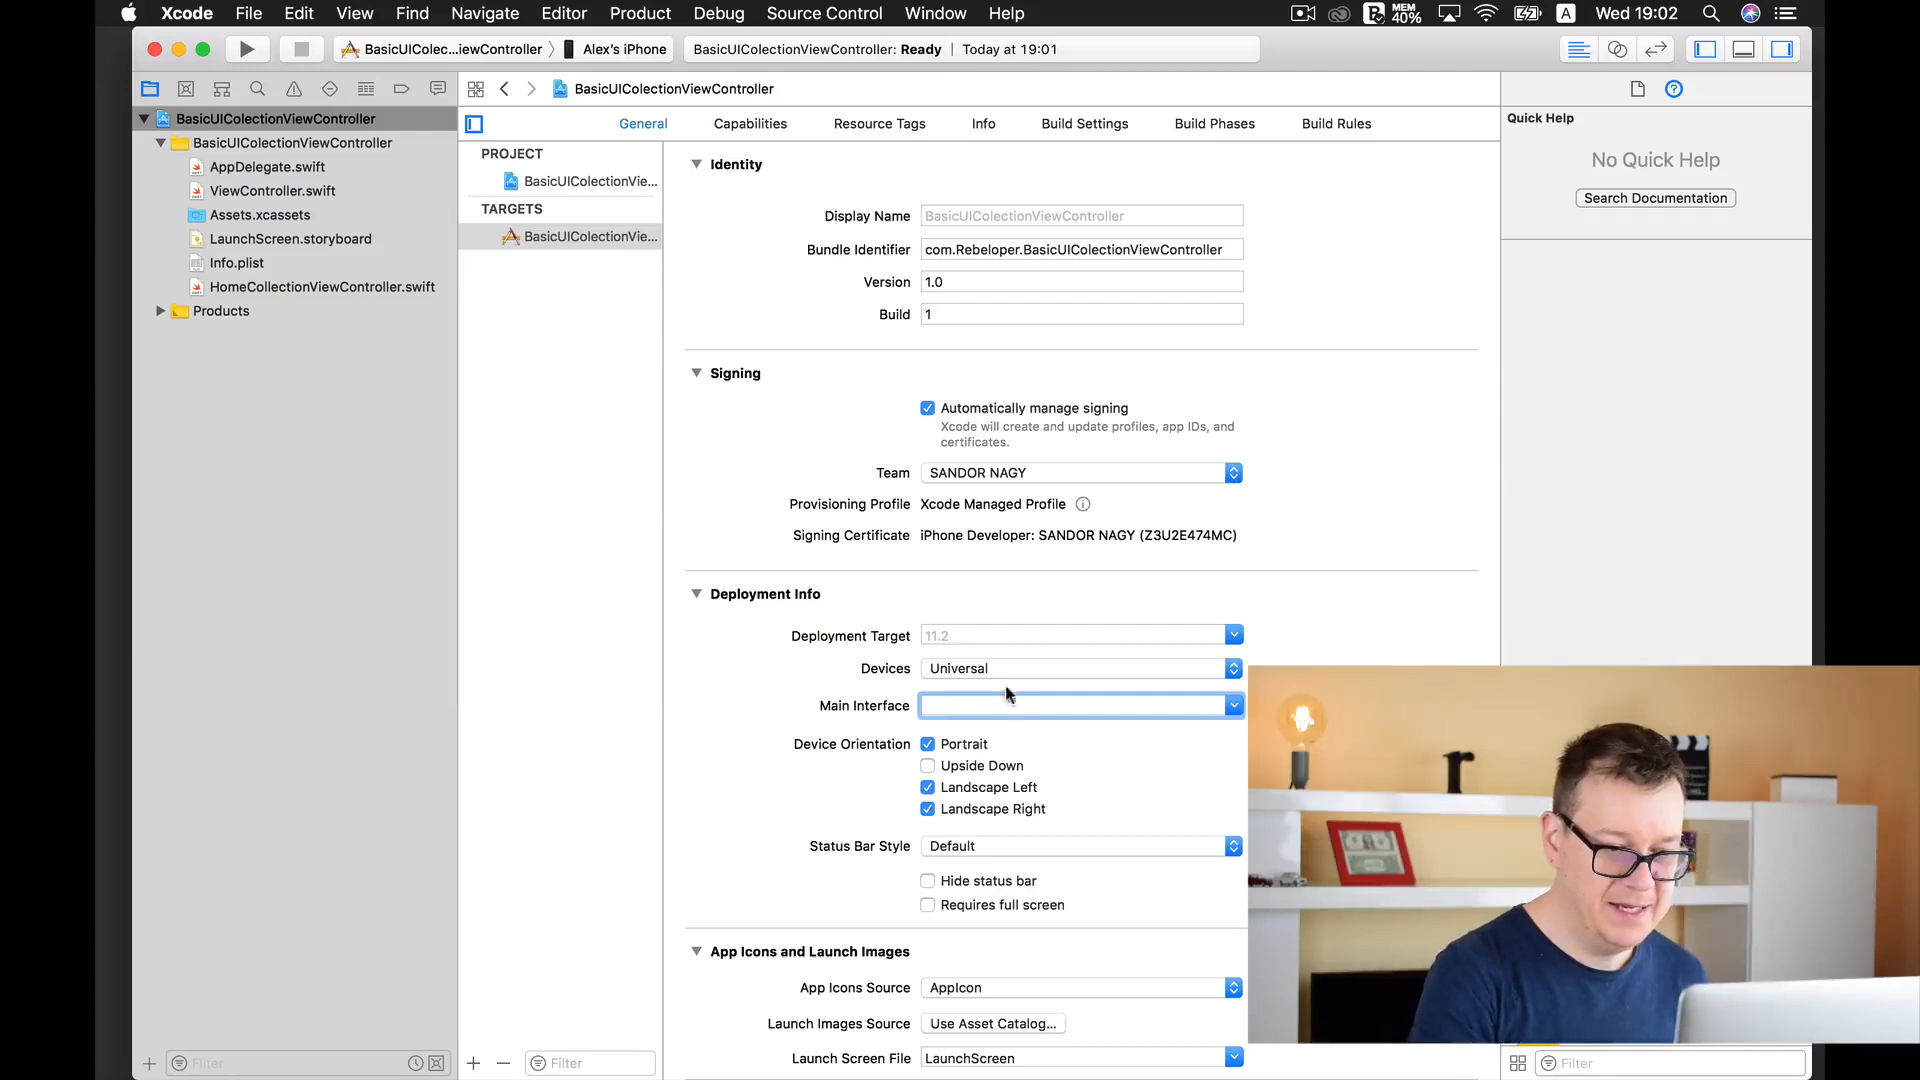 Xcode File Edit View Find Navigate Editor Product Debug Source Control Window Help MEM 40% A Wed 19:02
BasicUIColec...iewController Alex's iPhone BasicUIColectionViewController: Ready | Today at 19:01
BasicUIColectionViewController
BasicUIColectionViewController
BasicUIColectionViewController
AppDelegate.swift
ViewController.swift
Assets.xcassets
LaunchScreen.storyboard
Info.plist
HomeCollectionViewController.swift
Products
Filter
General Capabilities Resource Tags Info Build Settings Build Phases Build Rules
PROJECT
BasicUIColectionVie...
TARGETS
BasicUIColectionVie...
Filter
Identity
Display Name BasicUIColectionViewController
Bundle Identifier com.Rebeloper.BasicUIColectionViewController
Version 1.0
Build 1
Signing
Automatically manage signing
Xcode will create and update profiles, app IDs, and
certificates.
Team SANDOR NAGY
Provisioning Profile Xcode Managed Profile
Signing Certificate iPhone Developer: SANDOR NAGY (Z3U2E474MC)
Deployment Info
Deployment Target 11.2
Devices Universal
Main Interface
Device Orientation Portrait
Upside Down
Landscape Left
Landscape Right
Status Bar Style Default
Hide status bar
Requires full screen
App Icons and Launch Images
App Icons Source AppIcon
Launch Images Source Use Asset Catalog...
Launch Screen File LaunchScreen
Quick Help
No Quick Help
Search Documentation
Filter